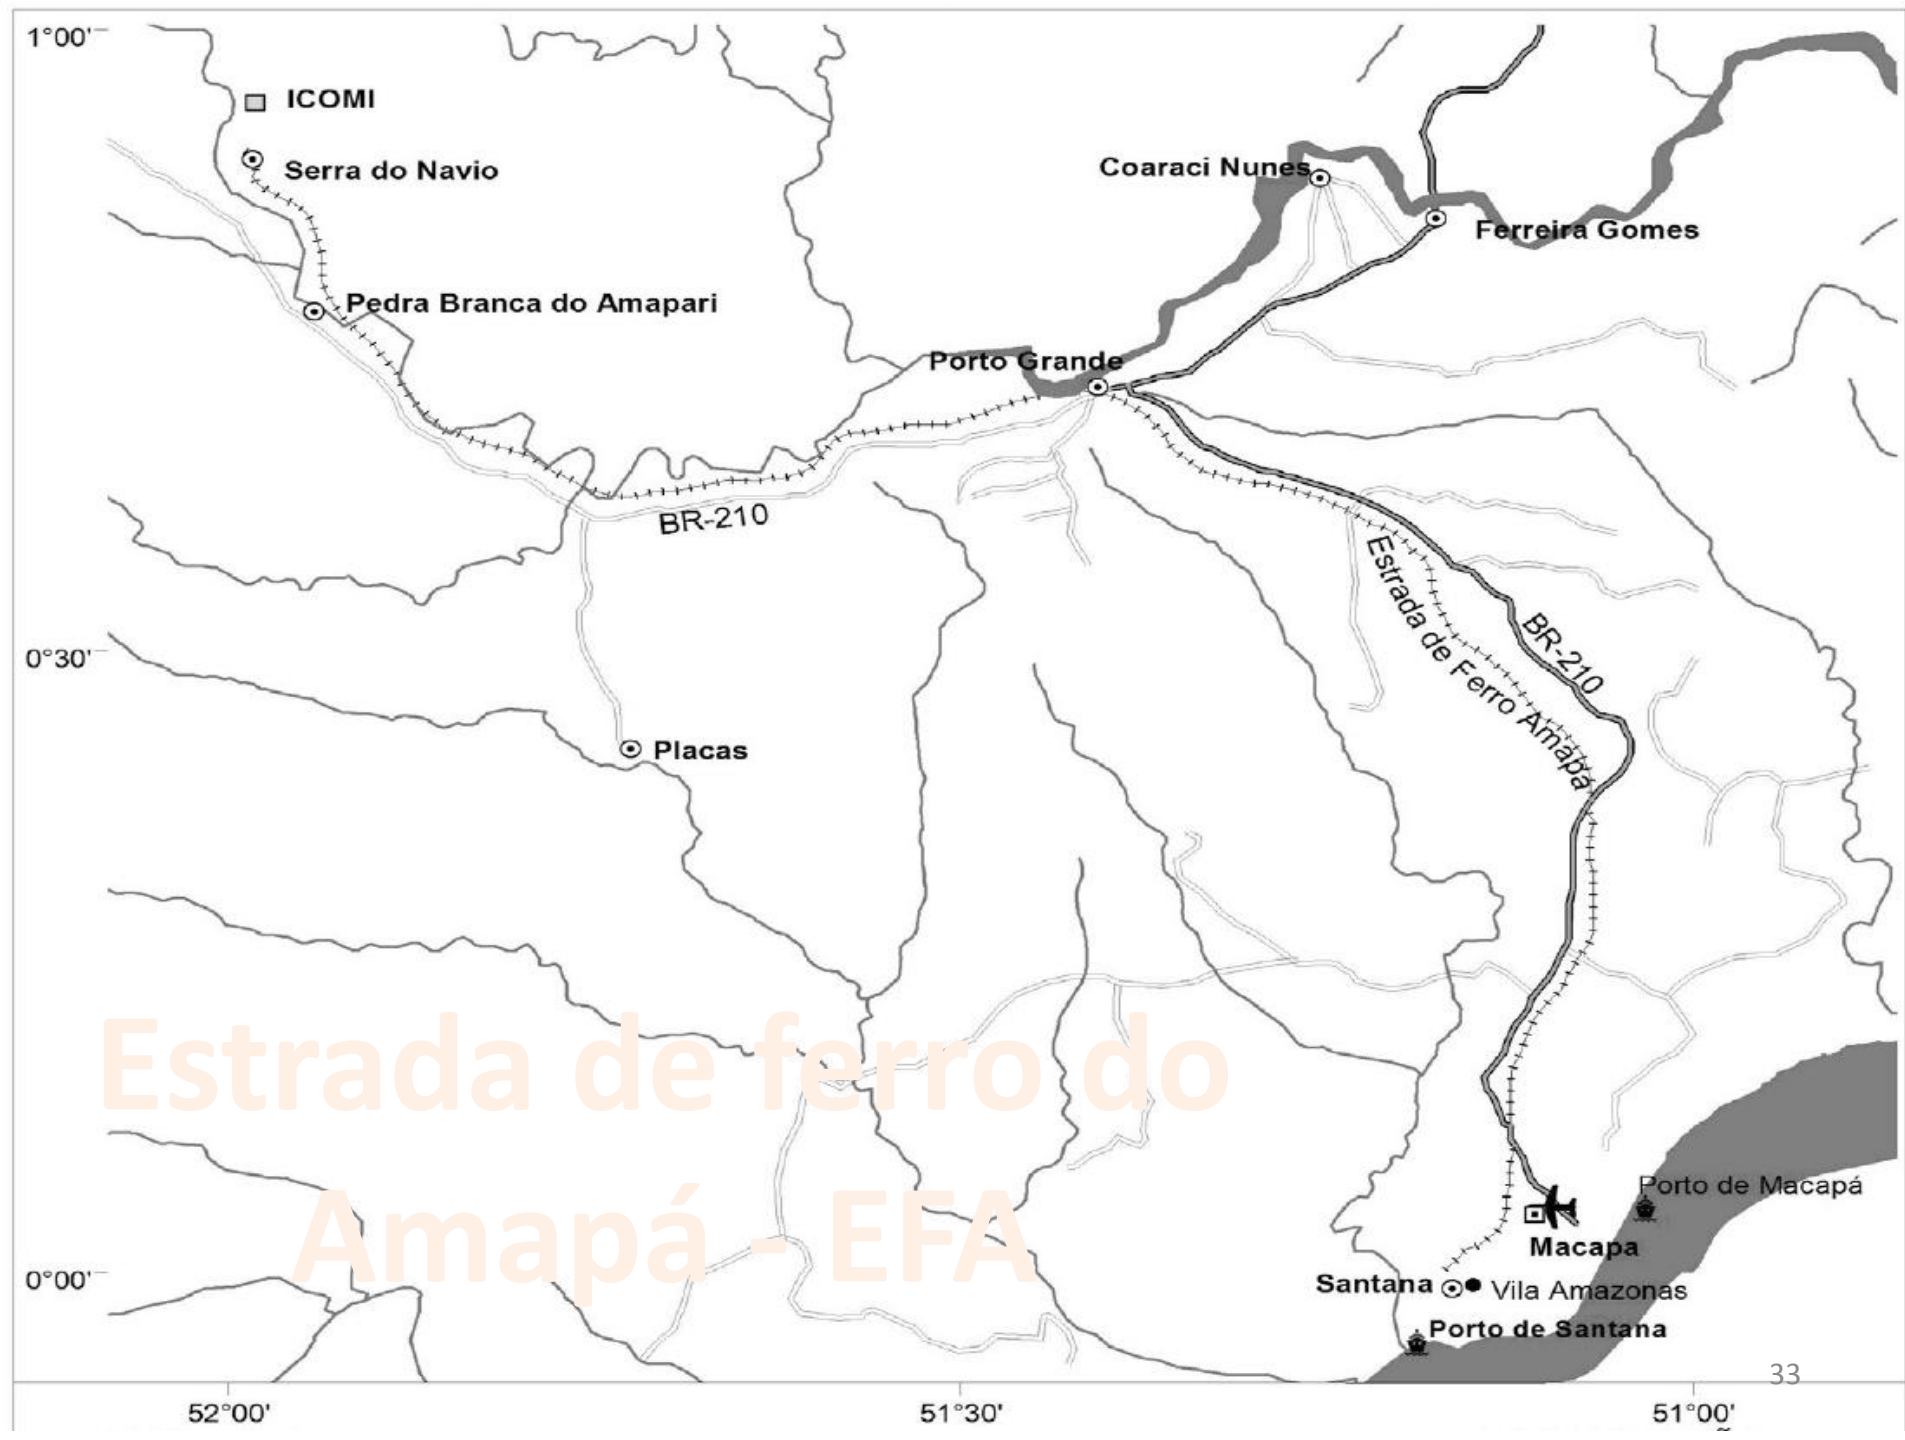 1°00'
ICOMI
Serra do Navio
Coaraci Nunes
Ferreira Gomes
Pedra Branca do Amapari
Porto Grande
BR-210
Estrada de Ferro Amapá
BR-210
0°30'
Placas
Estrada de ferro do
Amapá - EFA
Porto de Macapá
Macapa
0°00'
Santana
Vila Amazonas
Porto de Santana
33
52°00'
51°30'
51°00'